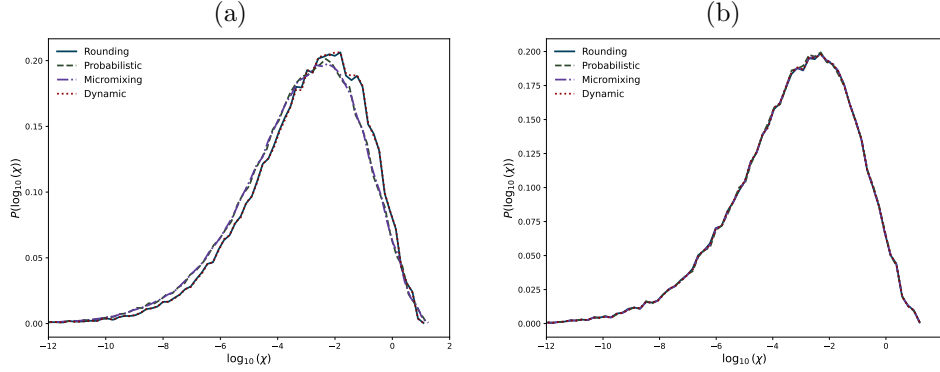 (a)
(b)
Rounding
Probabilistic
Micromixing
Dynamic
P(log₁₀(χ))
0.20
0.15
0.10
0.05
0.00
−12 −10 −8 −6 −4 −2 0 2
log₁₀(χ)
Rounding
Probabilistic
Micromixing
Dynamic
P(log₁₀(χ))
0.200
0.175
0.150
0.125
0.100
0.075
0.050
0.025
0.000
−12 −10 −8 −6 −4 −2 0
log₁₀(χ)